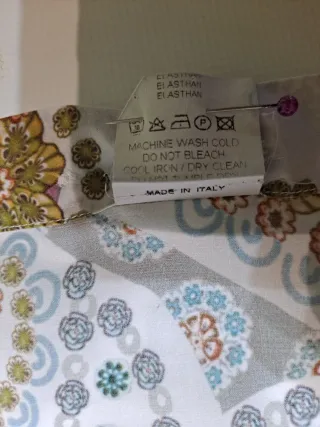 ELASTHAN
ELASTHAN
ELASTHAN
P
MACHINE WASH COLD
DO NOT BLEACH
COOL IRON / DRY CLEAN
MADE IN ITALY